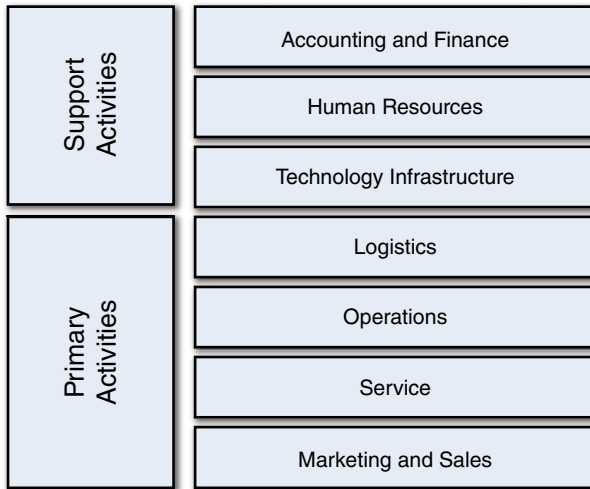 Support
Activities
Accounting and Finance
Human Resources
Technology Infrastructure
Primary
Activities
Logistics
Operations
Service
Marketing and Sales